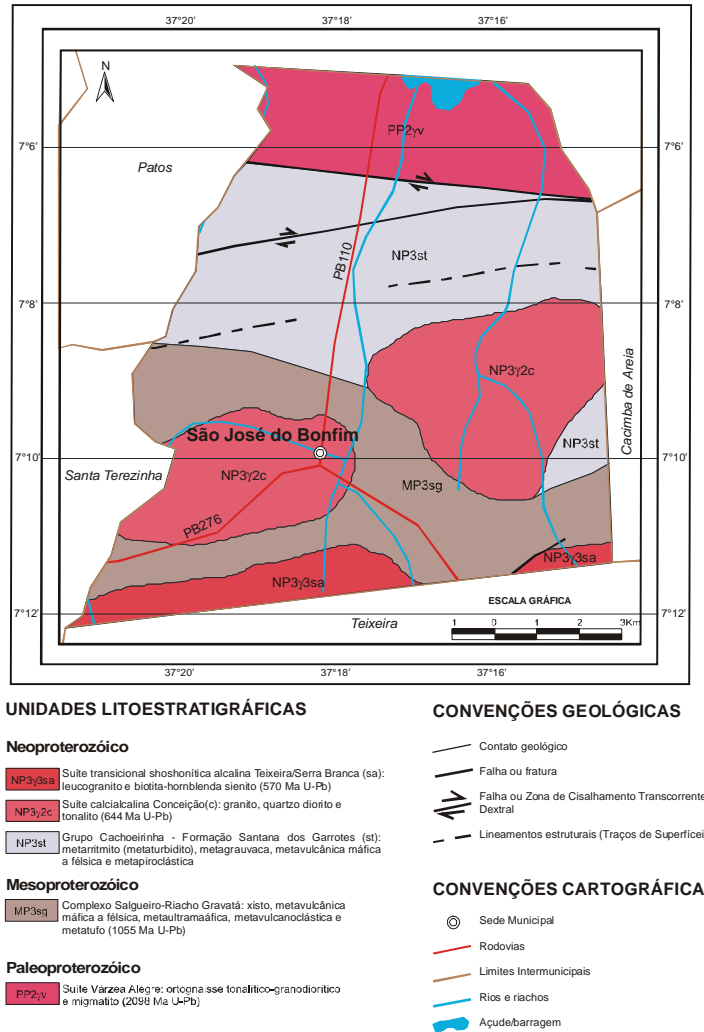 37°20' 37°18' 37°16'
N
PP2γv
7°6' 7°6'
Patos
PB110
NP3st
7°8' 7°8'
NP3γ2c
Cacimba de Areia
São José do Bonfim
NP3st
7°10' 7°10'
Santa Terezinha
NP3γ2c
MP3sg
PB276
NP3γ3sa
NP3γ3sa
ESCALA GRÁFICA
7°12' 7°12'
Teixeira
1 0 1 2 3Km
37°20' 37°18' 37°16'
UNIDADES LITOESTRATIGRÁFICAS
Neoproterozóico
NP3γ3sa
Suíte transicional shoshonítica alcalina Teixeira/Serra Branca (sa):
leucogranito e biotita-hornblenda sienito (570 Ma U-Pb)
NP3γ2c
Suíte calcialcalina Conceição(c): granito, quartzo diorito e
tonalito (644 Ma U-Pb)
NP3st
Grupo Cachoeirinha - Formação Santana dos Garrotes (st):
metarritmito (metaturbidito), metagrauvaca, metavulcânica máfica
a félsica e metapiroclástica
Mesoproterozóico
MP3sg
Complexo Salgueiro-Riacho Gravatá: xisto, metavulcânica
máfica a félsica, metaultramaáfica, metavulcanoclástica e
metatufo (1055 Ma U-Pb)
Paleoproterozóico
PP2γv
Suíte Várzea Alegre: ortognaisse tonalítico-granodiorítico
e migmatito (2098 Ma U-Pb)
CONVENÇÕES GEOLÓGICAS
Contato geológico
Falha ou fratura
Falha ou Zona de Cisalhamento Transcorrente
Dextral
Lineamentos estruturais (Traços de Superfícei
CONVENÇÕES CARTOGRÁFICA
Sede Municipal
Rodovias
Limites Intermunicipais
Rios e riachos
Açude/barragem